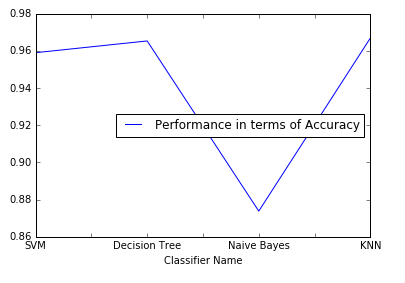 0.98
0.96
0.94
0.92
0.90
0.88
0.86
Performance in terms of Accuracy
SVM Decision Tree Naive Bayes KNN
Classifier Name